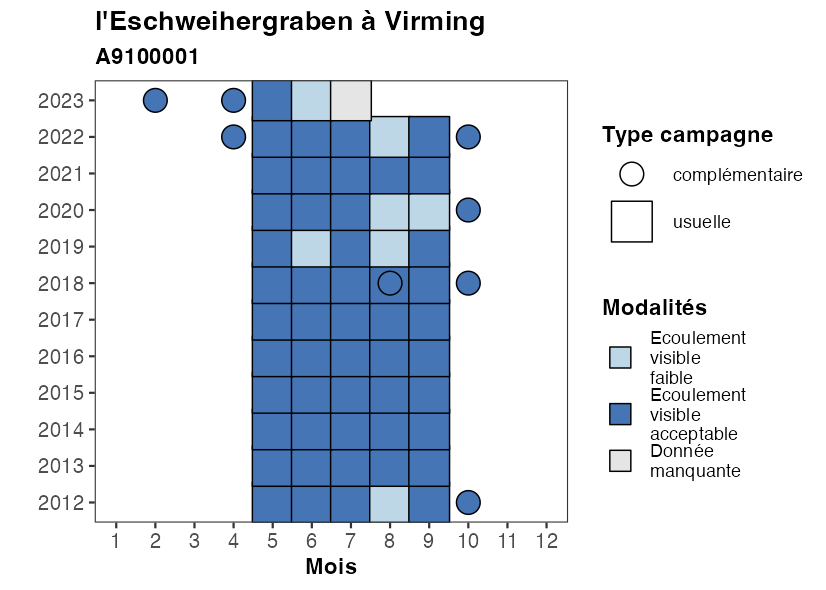 l'Eschweihergraben à Virming
A9100001
2023
2022
2021
2020
2019
2018
2017
2016
2015
2014
2013
2012
1 2 3 4 5 6 7 8 9 10 11 12
Mois
Type campagne
complémentaire
usuelle
Modalités
Ecoulement
visible
faible
Ecoulement
visible
acceptable
Donnée
manquante